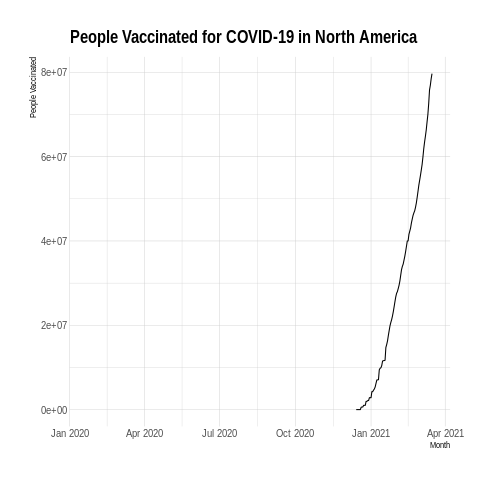 People Vaccinated for COVID-19 in North America
People Vaccinated
8e+07
6e+07
4e+07
2e+07
0e+00
Jan 2020 Apr 2020 Jul 2020 Oct 2020 Jan 2021 Apr 2021
Month